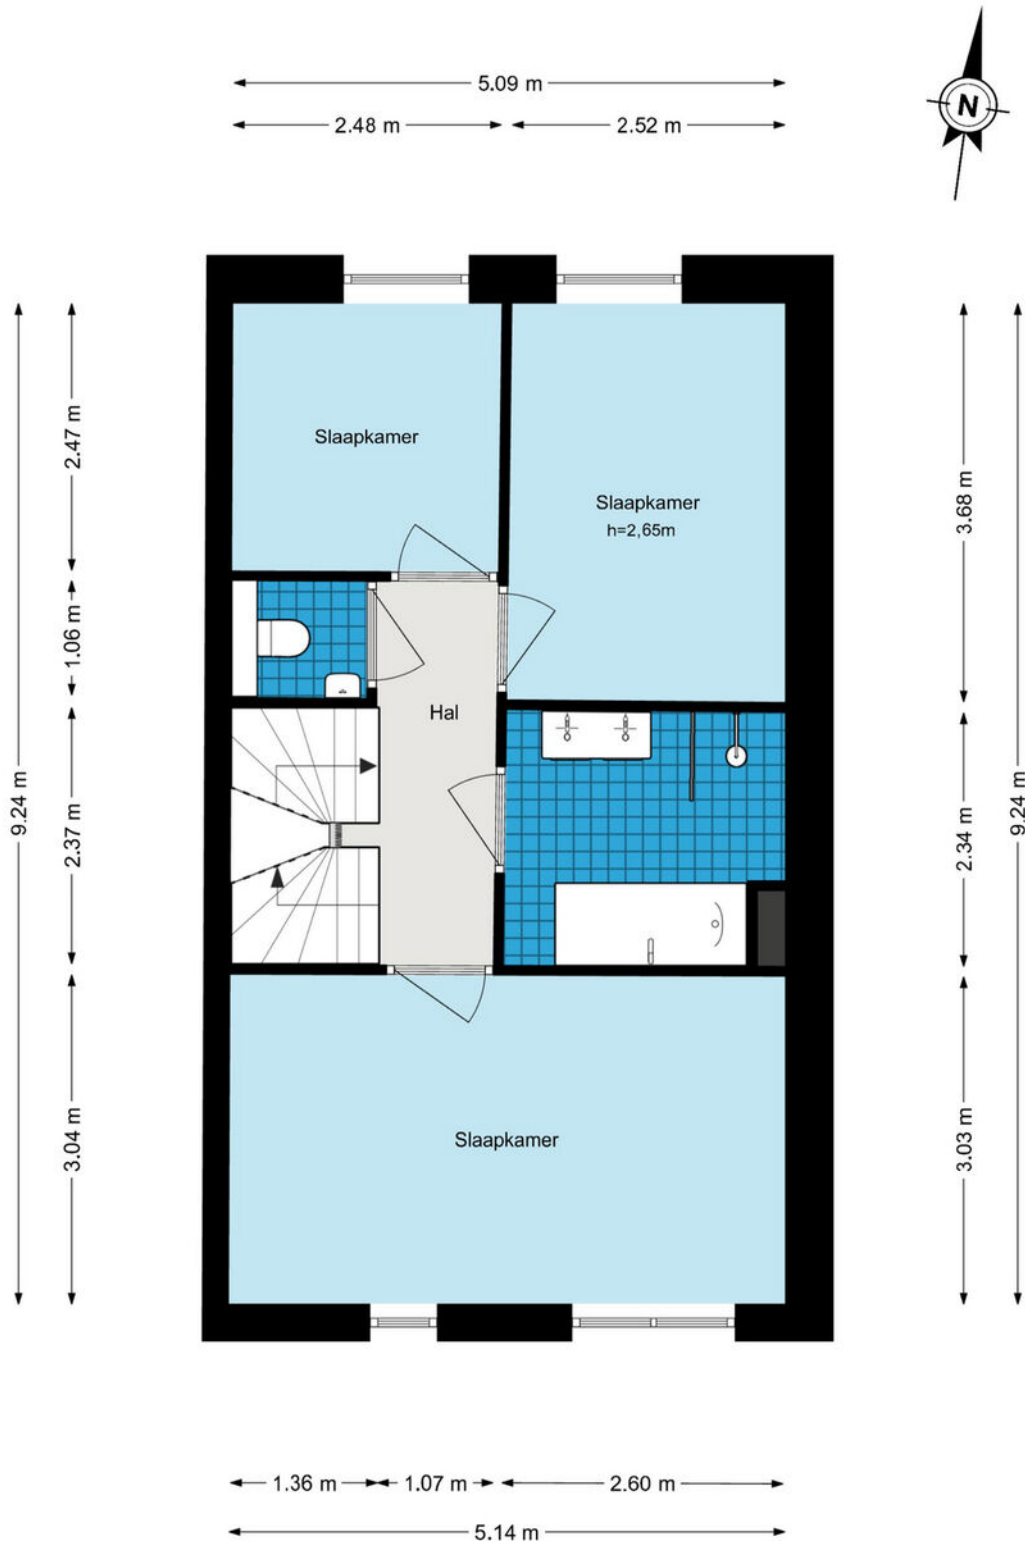 N
5.09 m
2.48 m
2.52 m
2.47 m
1.06 m
2.37 m
3.04 m
9.24 m
Slaapkamer
Slaapkamer
h=2,65m
Hal
Slaapkamer
3.68 m
2.34 m
3.03 m
9.24 m
1.36 m
1.07 m
2.60 m
5.14 m